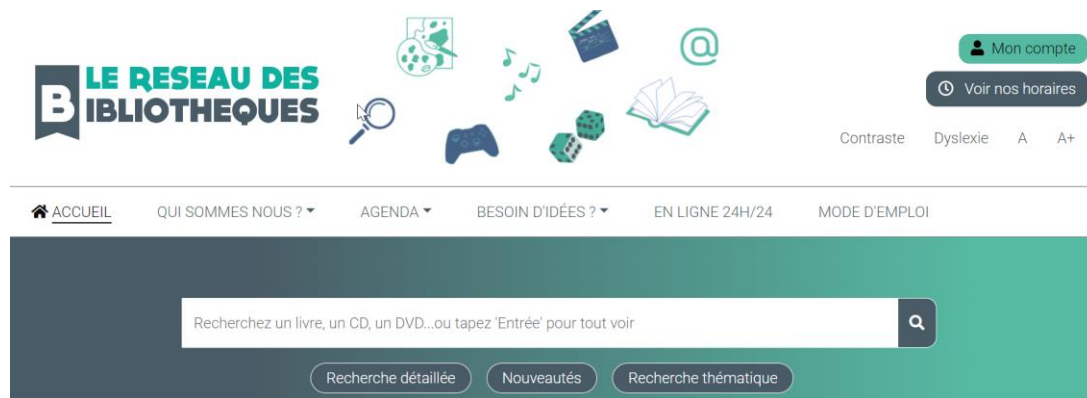 LE RESEAU DES
BIBLIOTHEQUES
@
Mon compte
Voir nos horaires
Contraste Dyslexie A A+
ACCUEIL QUI SOMMES NOUS ? AGENDA BESOIN D'IDÉES ? EN LIGNE 24H/24 MODE D'EMPLOI
Recherchez un livre, un CD, un DVD...ou tapez 'Entrée' pour tout voir
Recherche détaillée Nouveautés Recherche thématique